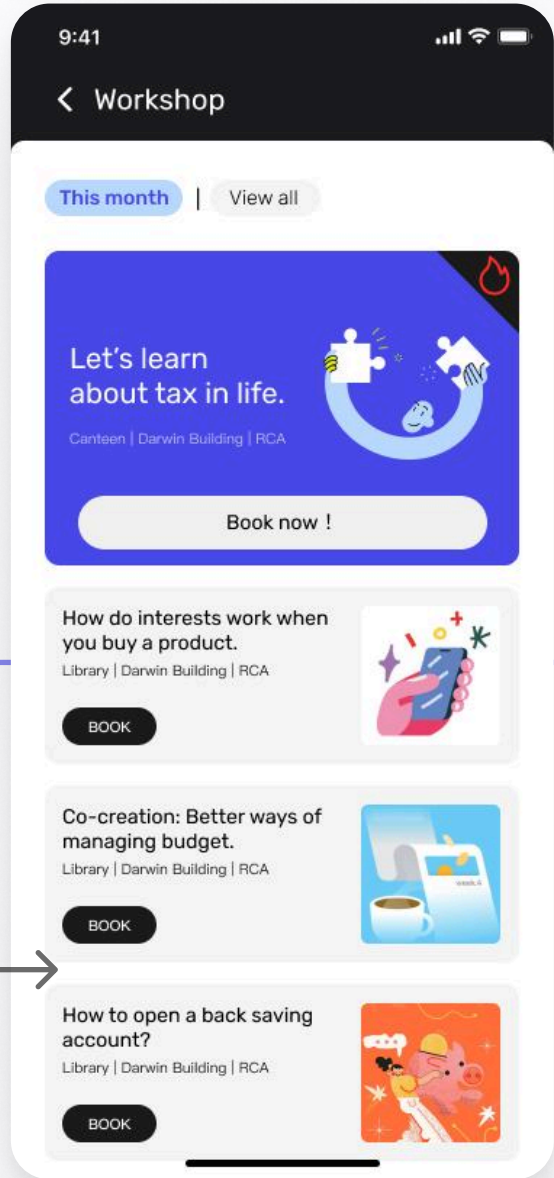 9:41
Workshop
This month | View all
Let's learn
about tax in life.
Canteen | Darwin Building | RCA
Book now !
How do interests work when
you buy a product.
Library | Darwin Building | RCA
BOOK
Co-creation: Better ways of
managing budget.
Library | Darwin Building | RCA
BOOK
week.4
How to open a back saving
account?
Library | Darwin Building | RCA
BOOK